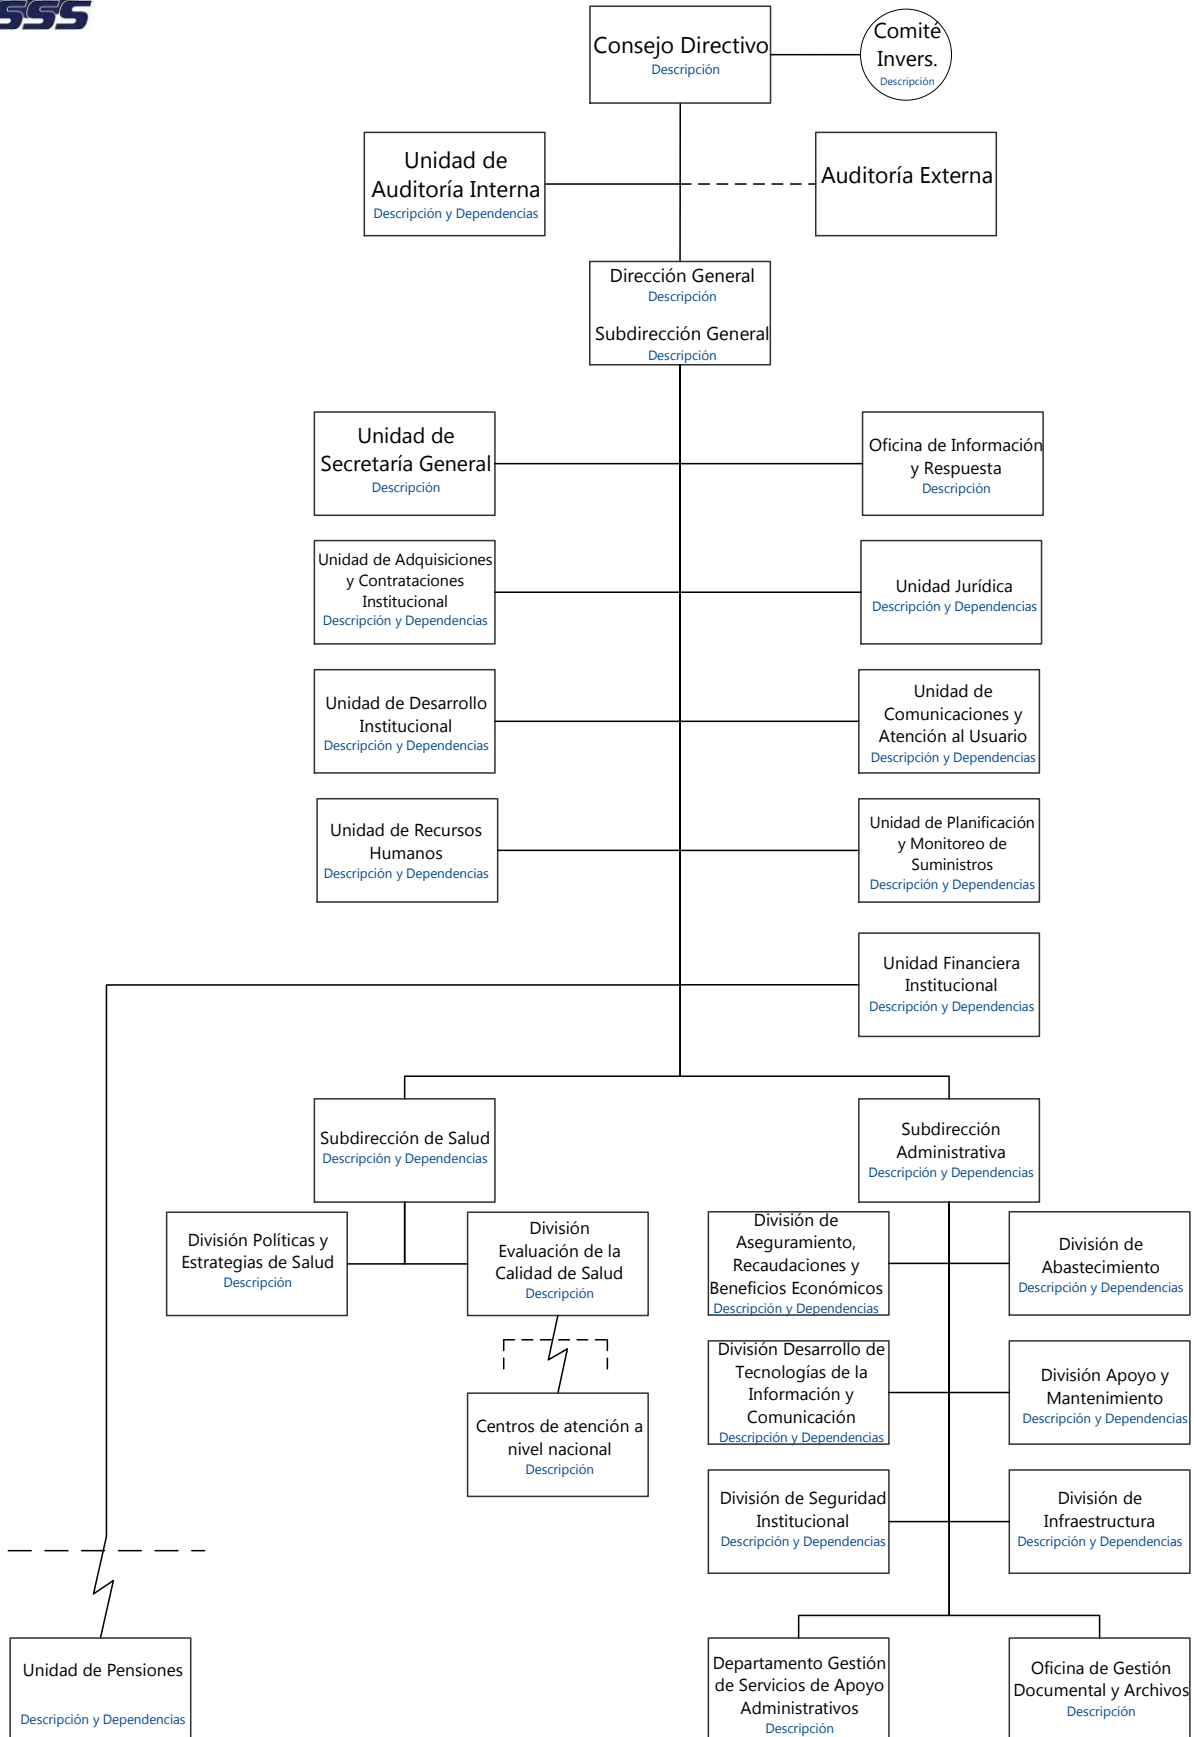 Consejo Directivo
Descripción
Comité
Invers.
Descripción
Unidad de
Auditoría Interna
Descripción y Dependencias
Auditoría Externa
Dirección General
Descripción
Subdirección General
Descripción
Unidad de
Secretaría General
Descripción
Oficina de Información
y Respuesta
Descripción
Unidad de Adquisiciones
y Contrataciones
Institucional
Descripción y Dependencias
Unidad Jurídica
Descripción y Dependencias
Unidad de Desarrollo
Institucional
Descripción y Dependencias
Unidad de
Comunicaciones y
Atención al Usuario
Descripción y Dependencias
Unidad de Recursos
Humanos
Descripción y Dependencias
Unidad de Planificación
y Monitoreo de
Suministros
Descripción y Dependencias
Unidad Financiera
Institucional
Descripción y Dependencias
Subdirección de Salud
Descripción y Dependencias
Subdirección
Administrativa
Descripción y Dependencias
División Políticas y
Estrategias de Salud
Descripción
División
Evaluación de la
Calidad de Salud
Descripción
División de
Aseguramiento,
Recaudaciones y
Beneficios Económicos
Descripción y Dependencias
División de
Abastecimiento
Descripción y Dependencias
Centros de atención a
nivel nacional
Descripción
División Desarrollo de
Tecnologías de la
Información y
Comunicación
Descripción y Dependencias
División Apoyo y
Mantenimiento
Descripción y Dependencias
División de Seguridad
Institucional
Descripción y Dependencias
División de
Infraestructura
Descripción y Dependencias
Unidad de Pensiones
Descripción y Dependencias
Departamento Gestión
de Servicios de Apoyo
Administrativos
Descripción
Oficina de Gestión
Documental y Archivos
Descripción